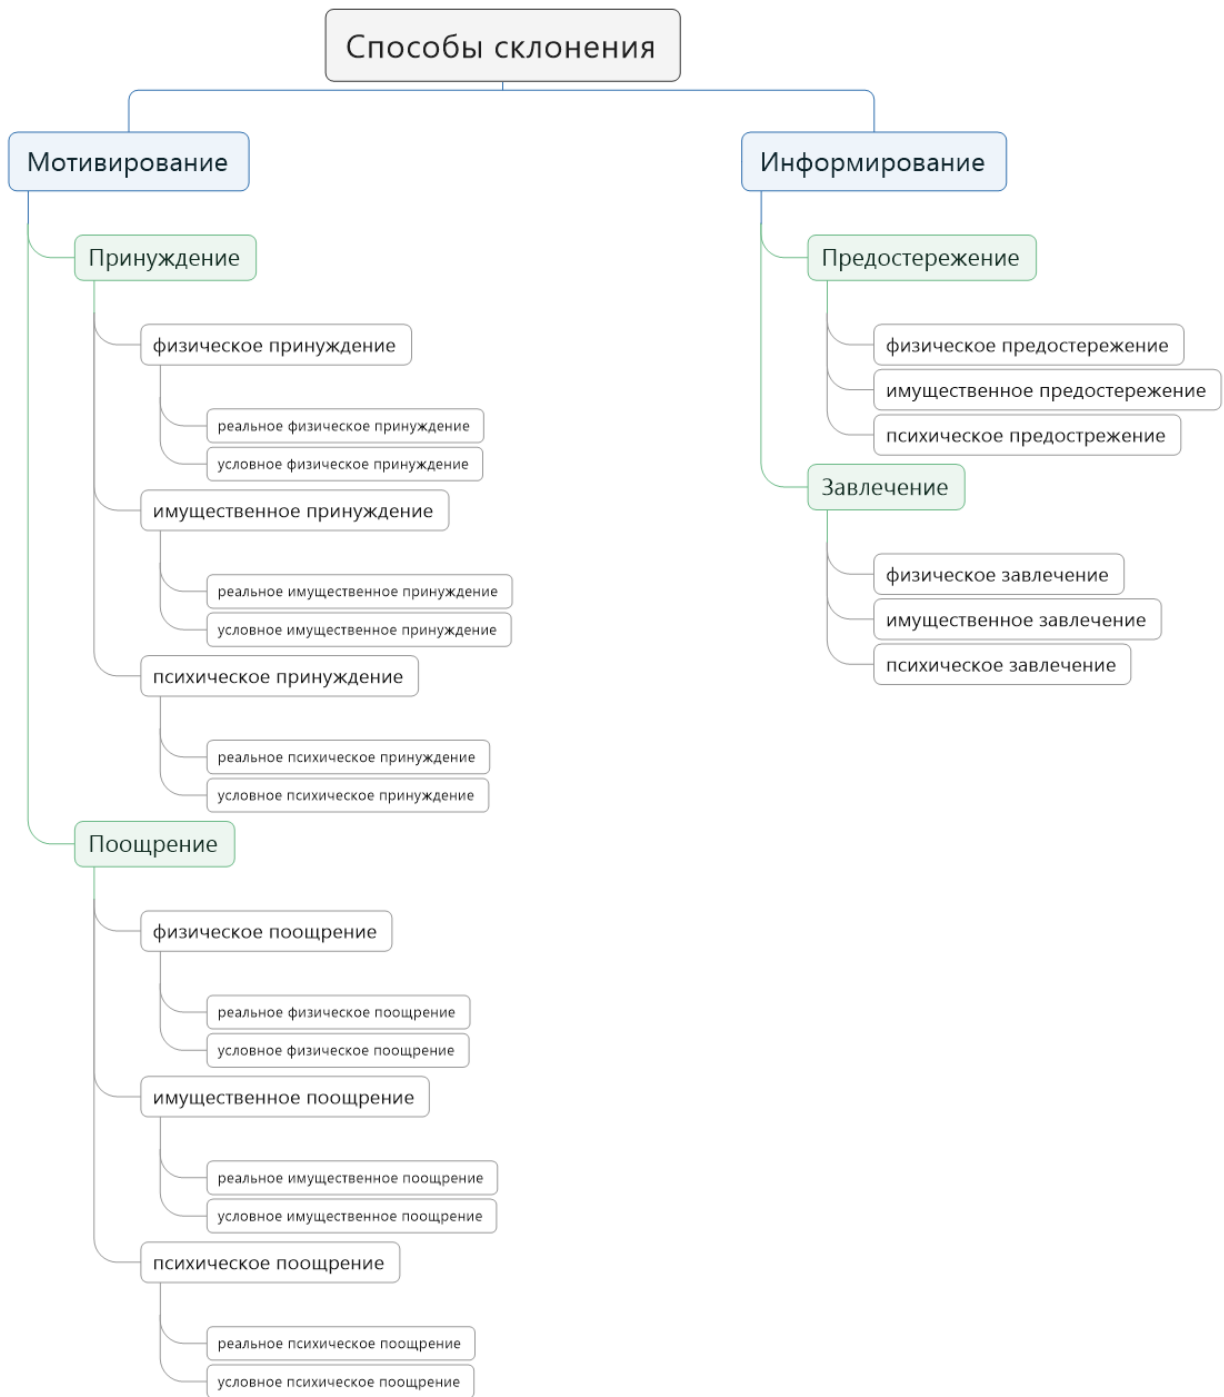 Способы склонения
Мотивирование
Принуждение
физическое принуждение
реальное физическое принуждение
условное физическое принуждение
имущественное принуждение
реальное имущественное принуждение
условное имущественное принуждение
психическое принуждение
реальное психическое принуждение
условное психическое принуждение
Поощрение
физическое поощрение
реальное физическое поощрение
условное физическое поощрение
имущественное поощрение
реальное имущественное поощрение
условное имущественное поощрение
психическое поощрение
реальное психическое поощрение
условное психическое поощрение
Информирование
Предостережение
физическое предостережение
имущественное предостережение
психическое предострежение
Завлечение
физическое завлечение
имущественное завлечение
психическое завлечение